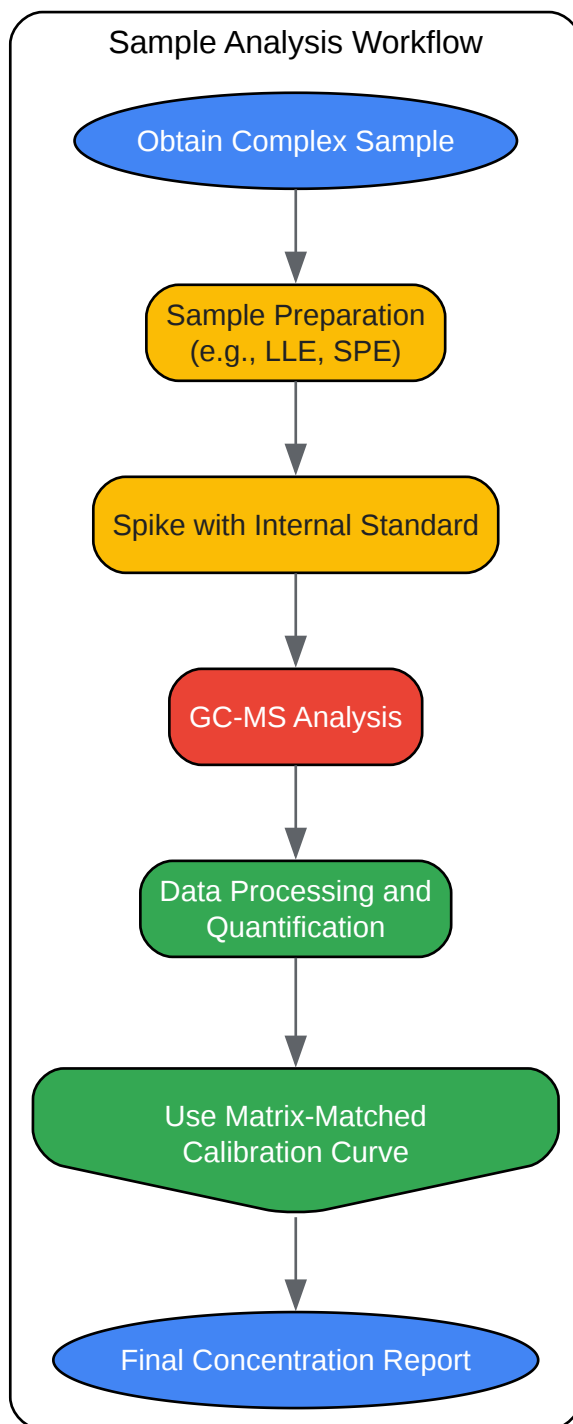 Sample Analysis Workflow
Obtain Complex Sample
Sample Preparation
(e.g., LLE, SPE)
Spike with Internal Standard
GC-MS Analysis
Data Processing and
Quantification
Use Matrix-Matched
Calibration Curve
Final Concentration Report